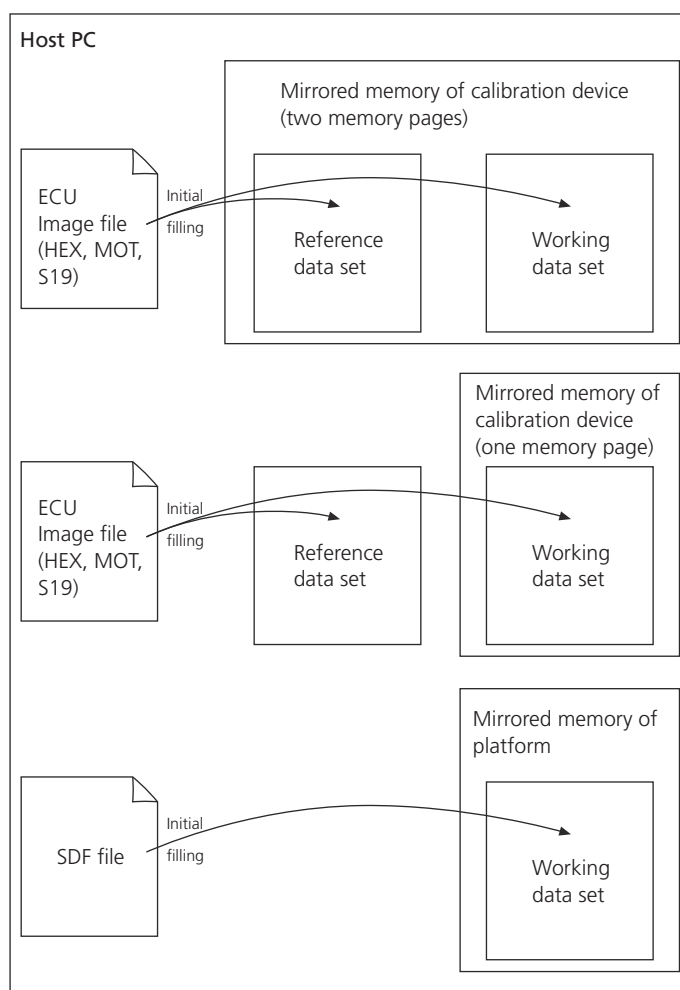 Host PC
Mirrored memory of calibration device
(two memory pages)
ECU
Image file
(HEX, MOT,
S19)
Initial
filling
Reference
data set
Working
data set
Mirrored memory of
calibration device
(one memory page)
ECU
Image file
(HEX, MOT,
S19)
Initial
filling
Reference
data set
Working
data set
Mirrored memory of
platform
SDF file
Initial
filling
Working
data set